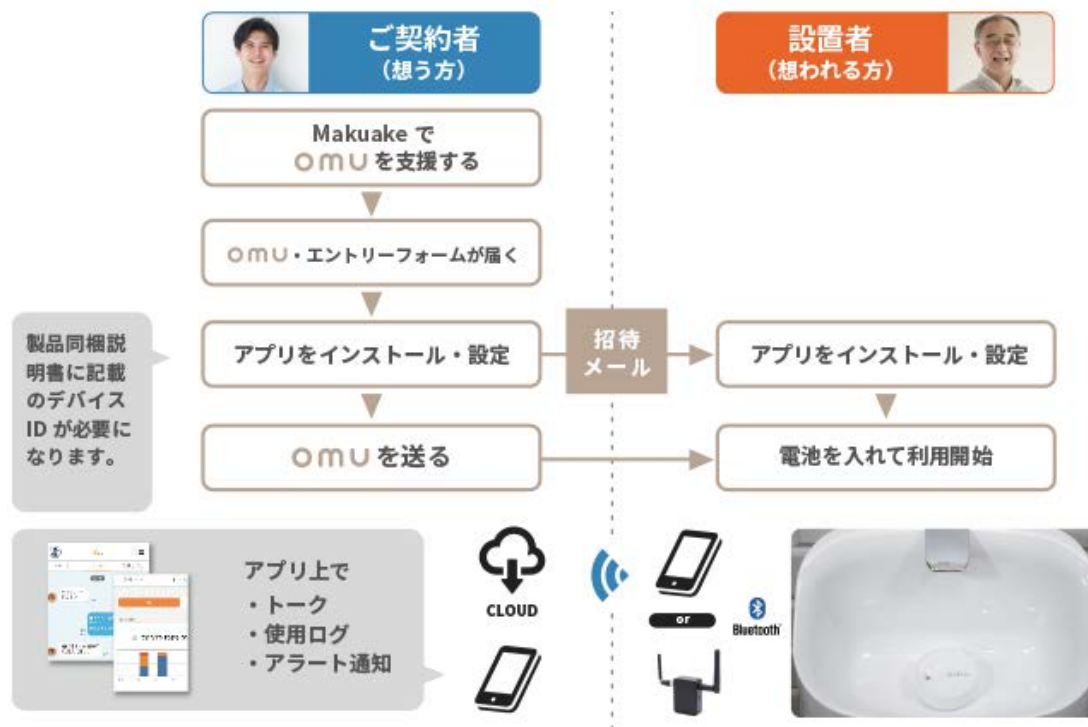 ご契約者
（想う方）
設置者
（想われる方）
Makuake で
omu を支援する
omu・エントリーフォームが届く
製品同梱説
明書に記載
のデバイス
ID が必要に
なります。
アプリをインストール・設定
招待
メール
アプリをインストール・設定
omu を送る
電池を入れて利用開始
アプリ上で
・トーク
・使用ログ
・アラート通知
CLOUD
or
Bluetooth